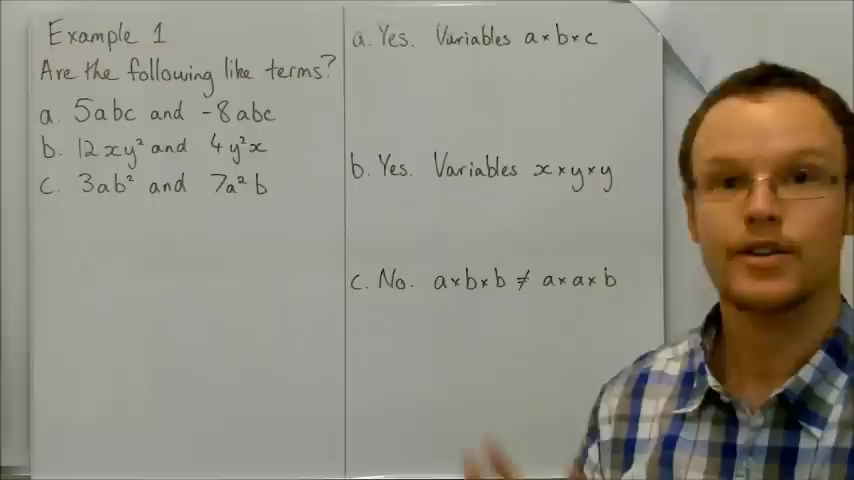 Example 1
Are the following like terms?
a. 5abc and -8abc
b. 12xy² and 4y²x
c. 3ab² and 7a²b
a. Yes. Variables a×b×c
b. Yes. Variables x×y×y
c. No. a×b×b ≠ a×a×b